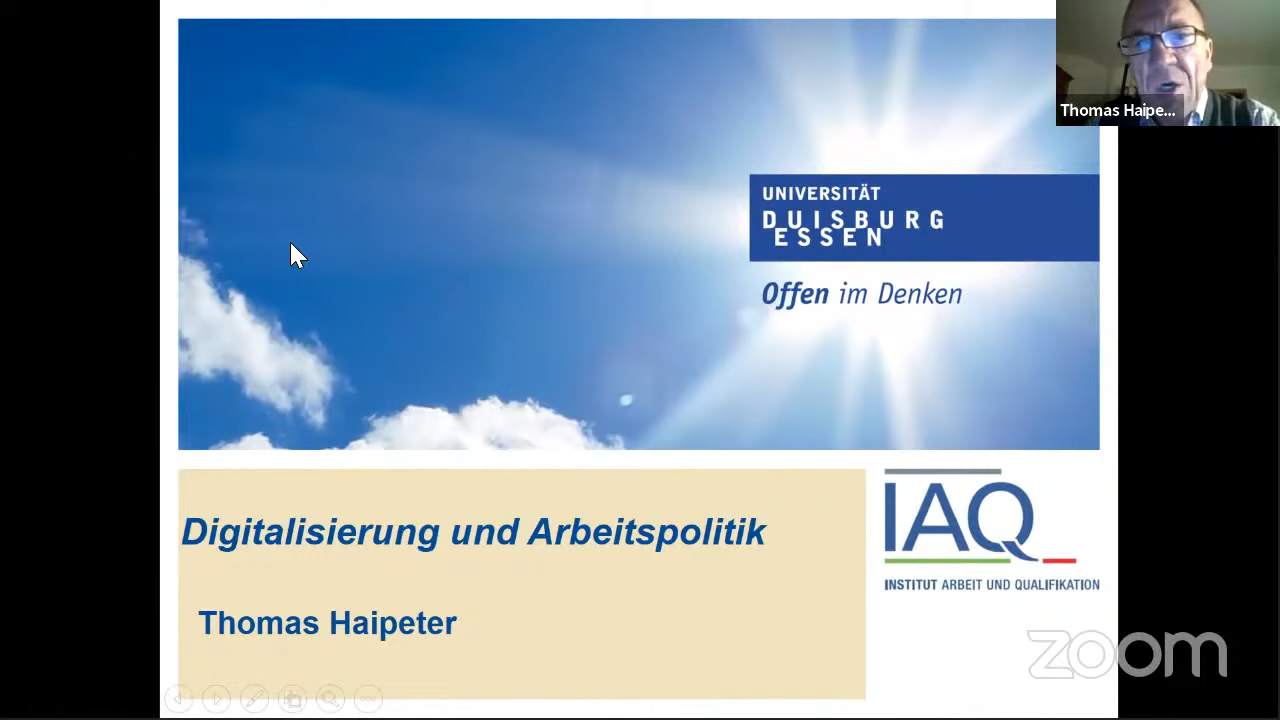 Thomas Haipe...
UNIVERSITÄT
DUISBURG
ESSEN
Offen im Denken
Digitalisierung und Arbeitspolitik
Thomas Haipeter
IAQ
INSTITUT ARBEIT UND QUALIFIKATION
zoom